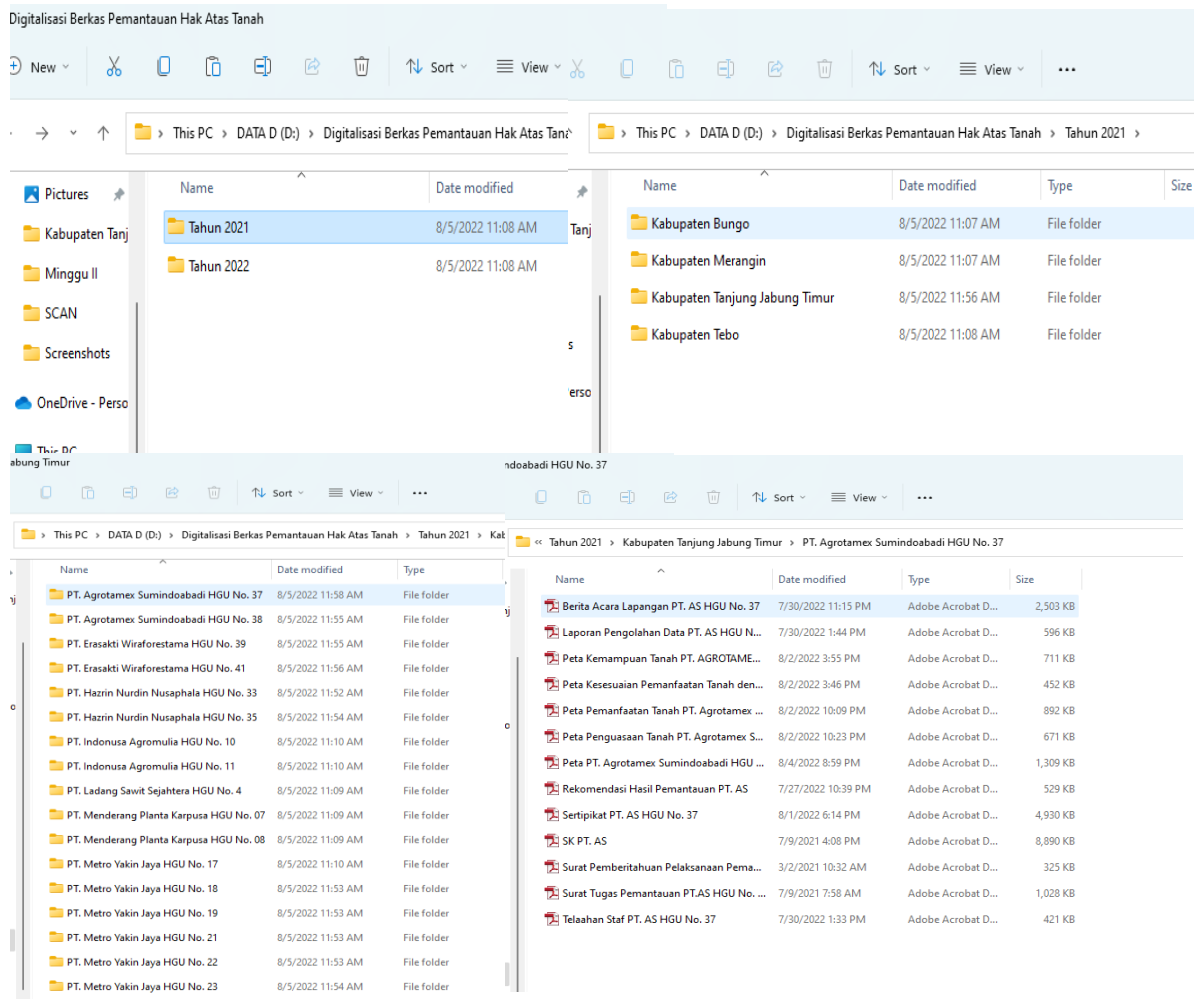 Digitalisasi Berkas Pemantauan Hak Atas Tanah
New Sort View
This PC > DATA D (D:) > Digitalisasi Berkas Pemantauan Hak Atas Tana
Name Date modified
Pictures
Kabupaten Tanj
Minggu II
SCAN
Screenshots
OneDrive - Perso
This PC
Tahun 2021 8/5/2022 11:08 AM
Tahun 2022 8/5/2022 11:08 AM
Sort View
This PC > DATA D (D:) > Digitalisasi Berkas Pemantauan Hak Atas Tanah > Tahun 2021 >
Name Date modified Type Size
Tanj
s
erso
Kabupaten Bungo 8/5/2022 11:07 AM File folder
Kabupaten Merangin 8/5/2022 11:07 AM File folder
Kabupaten Tanjung Jabung Timur 8/5/2022 11:56 AM File folder
Kabupaten Tebo 8/5/2022 11:08 AM File folder
abung Timur
Sort View
This PC > DATA D (D:) > Digitalisasi Berkas Pemantauan Hak Atas Tanah > Tahun 2021 > Kab
Name Date modified Type
PT. Agrotamex Sumindoabadi HGU No. 37 8/5/2022 11:58 AM File folder
PT. Agrotamex Sumindoabadi HGU No. 38 8/5/2022 11:55 AM File folder
PT. Erasakti Wiraforestama HGU No. 39 8/5/2022 11:55 AM File folder
PT. Erasakti Wiraforestama HGU No. 41 8/5/2022 11:56 AM File folder
PT. Hazrin Nurdin Nusaphala HGU No. 33 8/5/2022 11:52 AM File folder
PT. Hazrin Nurdin Nusaphala HGU No. 35 8/5/2022 11:54 AM File folder
PT. Indonusa Agromulia HGU No. 10 8/5/2022 11:10 AM File folder
PT. Indonusa Agromulia HGU No. 11 8/5/2022 11:10 AM File folder
PT. Ladang Sawit Sejahtera HGU No. 4 8/5/2022 11:09 AM File folder
PT. Menderang Planta Karpusa HGU No. 07 8/5/2022 11:09 AM File folder
PT. Menderang Planta Karpusa HGU No. 08 8/5/2022 11:09 AM File folder
PT. Metro Yakin Jaya HGU No. 17 8/5/2022 11:10 AM File folder
PT. Metro Yakin Jaya HGU No. 18 8/5/2022 11:53 AM File folder
PT. Metro Yakin Jaya HGU No. 19 8/5/2022 11:53 AM File folder
PT. Metro Yakin Jaya HGU No. 21 8/5/2022 11:53 AM File folder
PT. Metro Yakin Jaya HGU No. 22 8/5/2022 11:53 AM File folder
PT. Metro Yakin Jaya HGU No. 23 8/5/2022 11:54 AM File folder
ndoabadi HGU No. 37
Sort View
« Tahun 2021 > Kabupaten Tanjung Jabung Timur > PT. Agrotamex Sumindoabadi HGU No. 37
Name Date modified Type Size
Berita Acara Lapangan PT. AS HGU No. 37 7/30/2022 11:15 PM Adobe Acrobat D... 2,503 KB
Laporan Pengolahan Data PT. AS HGU N... 7/30/2022 1:44 PM Adobe Acrobat D... 596 KB
Peta Kemampuan Tanah PT. AGROTAME... 8/2/2022 3:55 PM Adobe Acrobat D... 711 KB
Peta Kesesuaian Pemanfaatan Tanah den... 8/2/2022 3:46 PM Adobe Acrobat D... 452 KB
Peta Pemanfaatan Tanah PT. Agrotamex ... 8/2/2022 10:09 PM Adobe Acrobat D... 892 KB
Peta Penguasaan Tanah PT. Agrotamex S... 8/2/2022 10:23 PM Adobe Acrobat D... 671 KB
Peta PT. Agrotamex Sumindoabadi HGU ... 8/4/2022 8:59 PM Adobe Acrobat D... 1,309 KB
Rekomendasi Hasil Pemantauan PT. AS 7/27/2022 10:39 PM Adobe Acrobat D... 529 KB
Sertipikat PT. AS HGU No. 37 8/1/2022 6:14 PM Adobe Acrobat D... 4,930 KB
SK PT. AS 7/9/2021 4:08 PM Adobe Acrobat D... 8,890 KB
Surat Pemberitahuan Pelaksanaan Pema... 3/2/2021 10:32 AM Adobe Acrobat D... 325 KB
Surat Tugas Pemantauan PT.AS HGU No. ... 7/9/2021 7:58 AM Adobe Acrobat D... 1,028 KB
Telaahan Staf PT. AS HGU No. 37 7/30/2022 1:33 PM Adobe Acrobat D... 421 KB